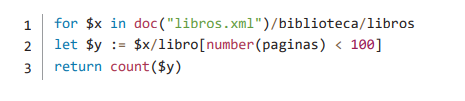 1 for $x in doc("libros.xml")/biblioteca/libros
2 let $y := $x/libro[number(paginas) < 100]
3 return count($y)